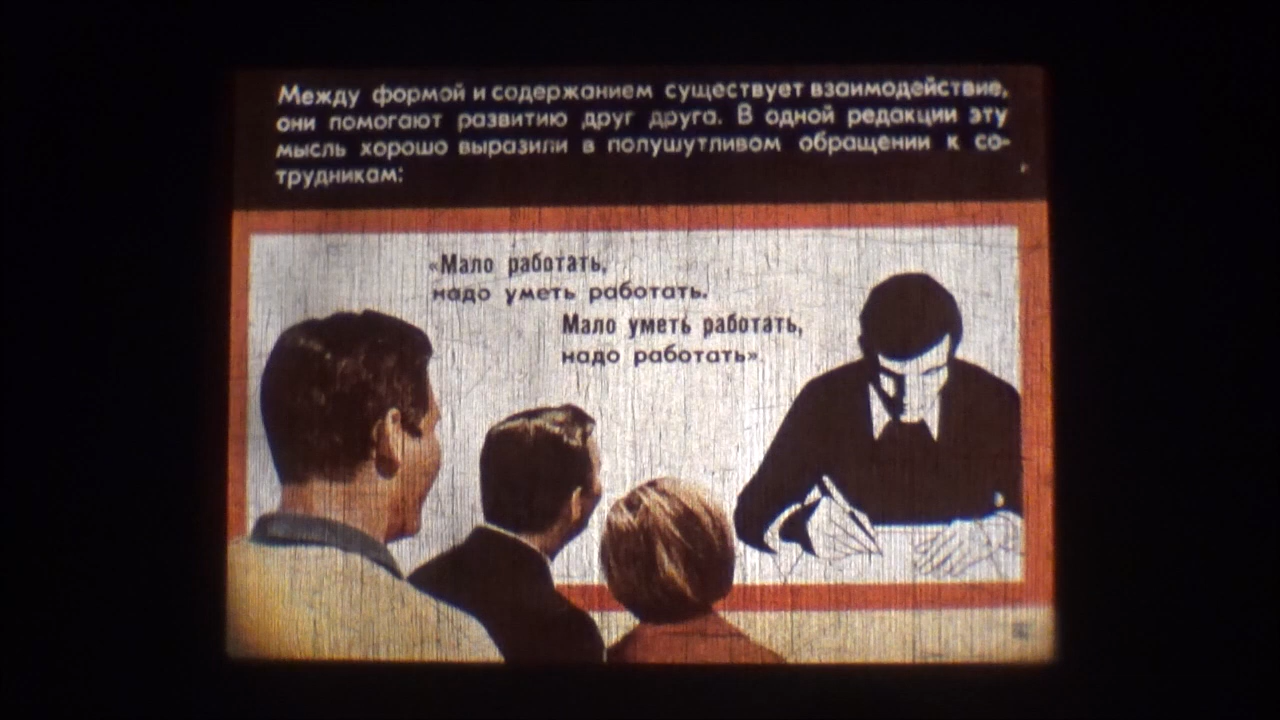 Между формой и содержанием существует взаимодействие,
они помогают развитию друг друга. В одной редакции эту
мысль хорошо выразили в полушутливом обращении к со-
трудникам:
«Мало работать,
надо уметь работать.
Мало уметь работать,
надо работать».